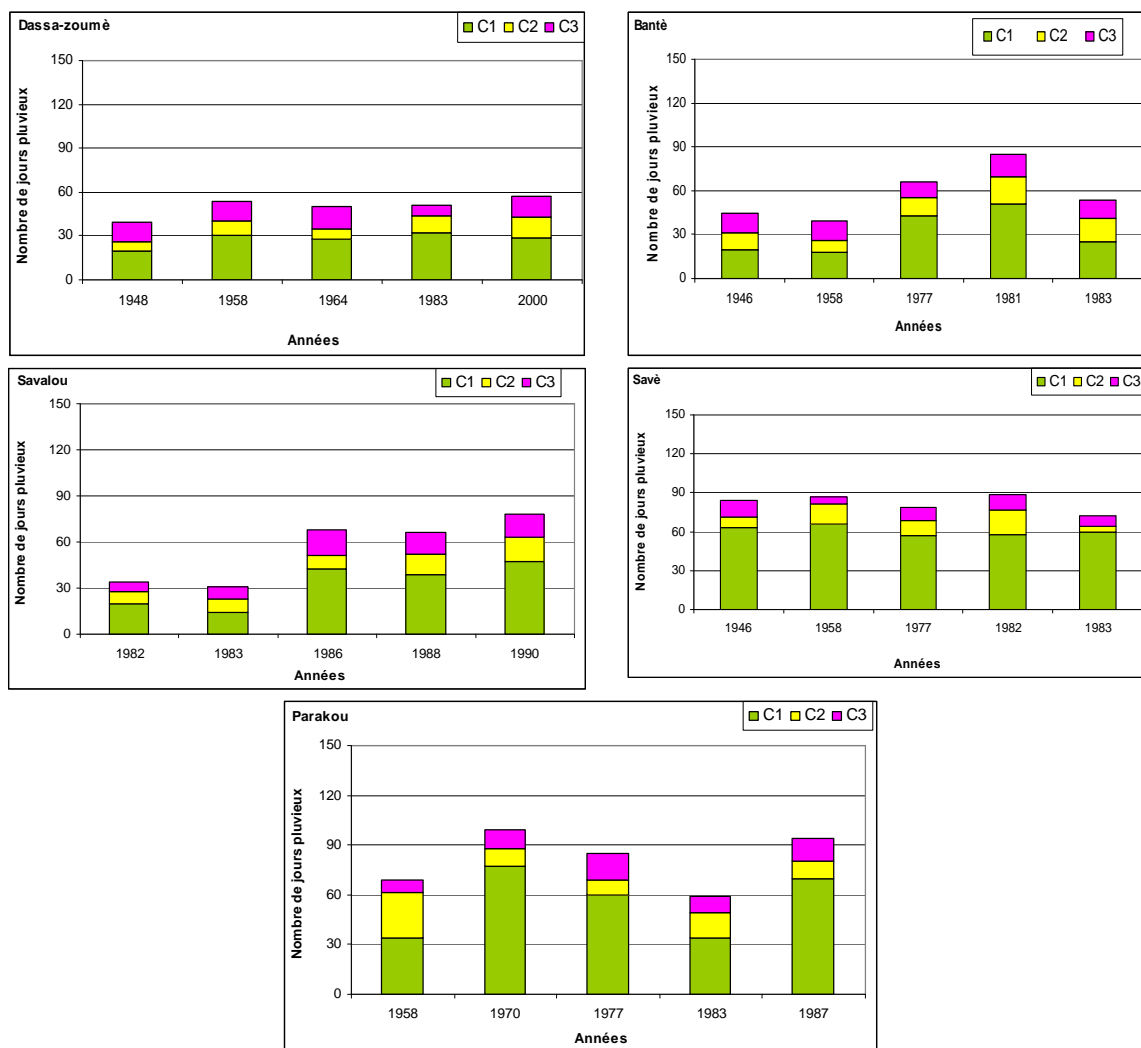 Dassa-zoumè
C1 C2 C3
Nombre de jours pluvieux
150
120
90
60
30
0
1948 1958 1964 1983 2000
Années
Bantè
C1 C2 C3
Nombre de jours pluvieux
150
120
90
60
30
0
1946 1958 1977 1981 1983
Années
Savalou
C1 C2 C3
Nombre de jours pluvieux
150
120
90
60
30
0
1982 1983 1986 1988 1990
Années
Savè
C1 C2 C3
Nombre de jours pluvieux
150
120
90
60
30
0
1946 1958 1977 1982 1983
Années
Parakou
C1 C2 C3
Nombre de jours pluvieux
150
120
90
60
30
0
1958 1970 1977 1983 1987
Années